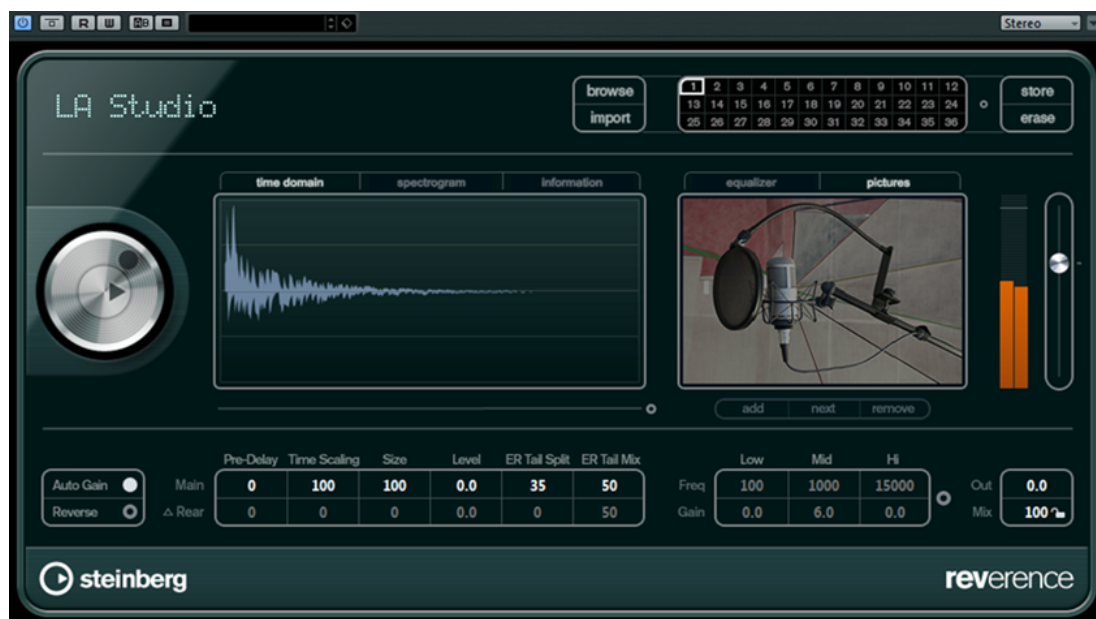 R W AB Stereo
LA Studio
browse
import
1 2 3 4 5 6 7 8 9 10 11 12
13 14 15 16 17 18 19 20 21 22 23 24
25 26 27 28 29 30 31 32 33 34 35 36
store
erase
time domain spectrogram information
equalizer pictures
add next remove
Pre-Delay Time Scaling Size Level ER Tail Split ER Tail Mix
Auto Gain Main 0 100 100 0.0 35 50
Reverse △ Rear 0 0 0 0.0 0 50
Low Mid Hi
Freq 100 1000 15000
Gain 0.0 6.0 0.0
Out 0.0
Mix 100
steinberg
reverence